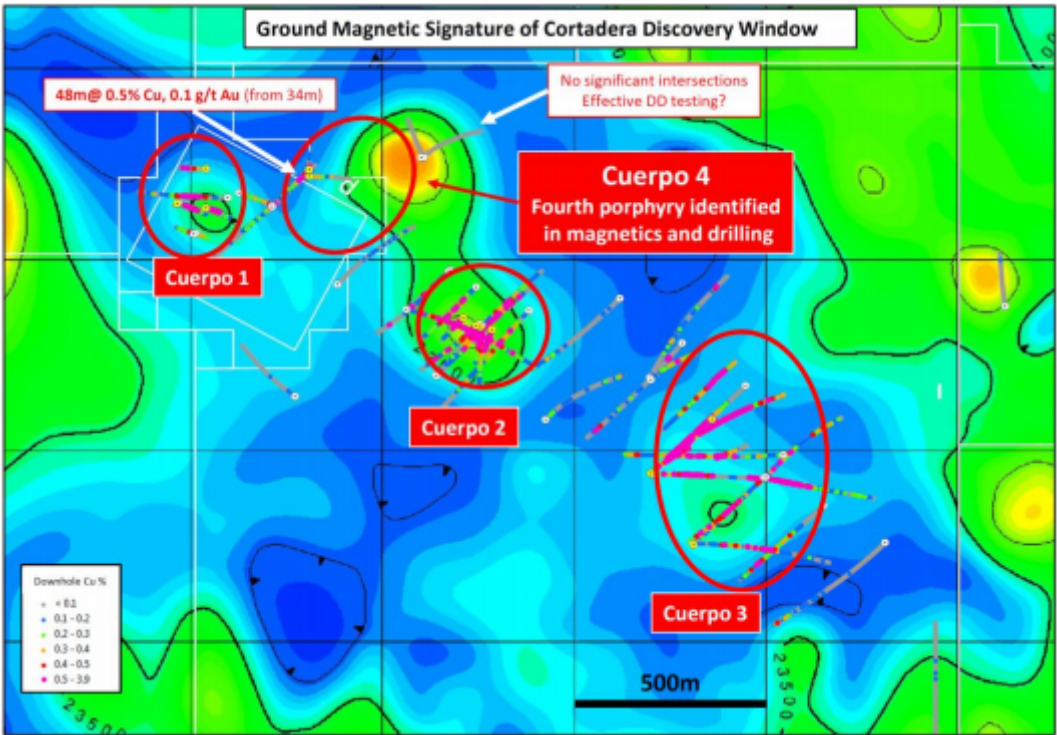 Ground Magnetic Signature of Cortadera Discovery Window
48m@ 0.5% Cu, 0.1 g/t Au (from 34m)
No significant intersections
Effective DD testing?
Cuerpo 4
Fourth porphyry identified
in magnetics and drilling
Cuerpo 1
Cuerpo 2
Cuerpo 3
Downhole Cu %
< 0.1
0.1 - 0.2
0.2 - 0.3
0.3 - 0.4
0.4 - 0.5
0.5 - 3.9
500m
23500
23500